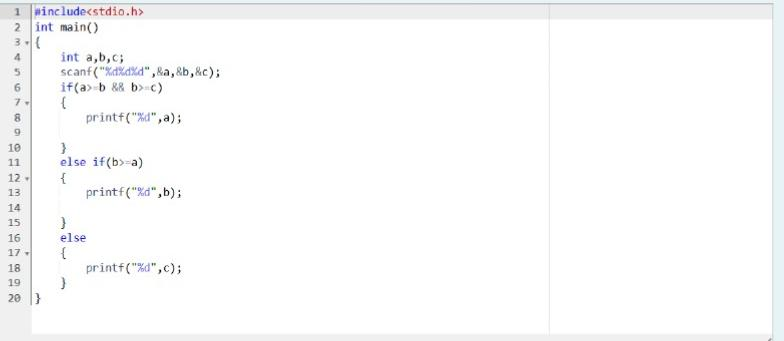 1 #include<stdio.h>
2 int main()
3 {
4 int a,b,c;
5 scanf("%d%d%d",&a,&b,&c);
6 if(a>=b && b>=c)
7 {
8 printf("%d",a);
9
10 }
11 else if(b>=a)
12 {
13 printf("%d",b);
14
15 }
16 else
17 {
18 printf("%d",c);
19 }
20 }